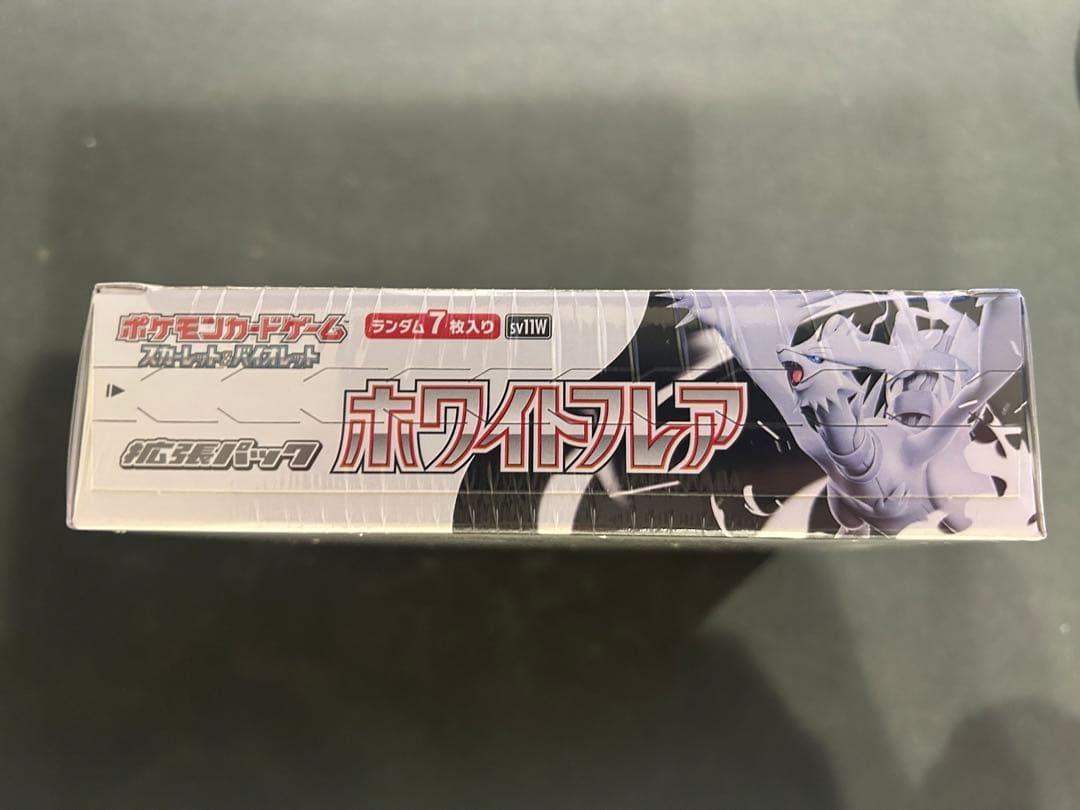 ポケモンカードゲーム
スカーレット&バイオレット
ランダム7枚入り
sv11W
拡張パック
ホワイトフレア